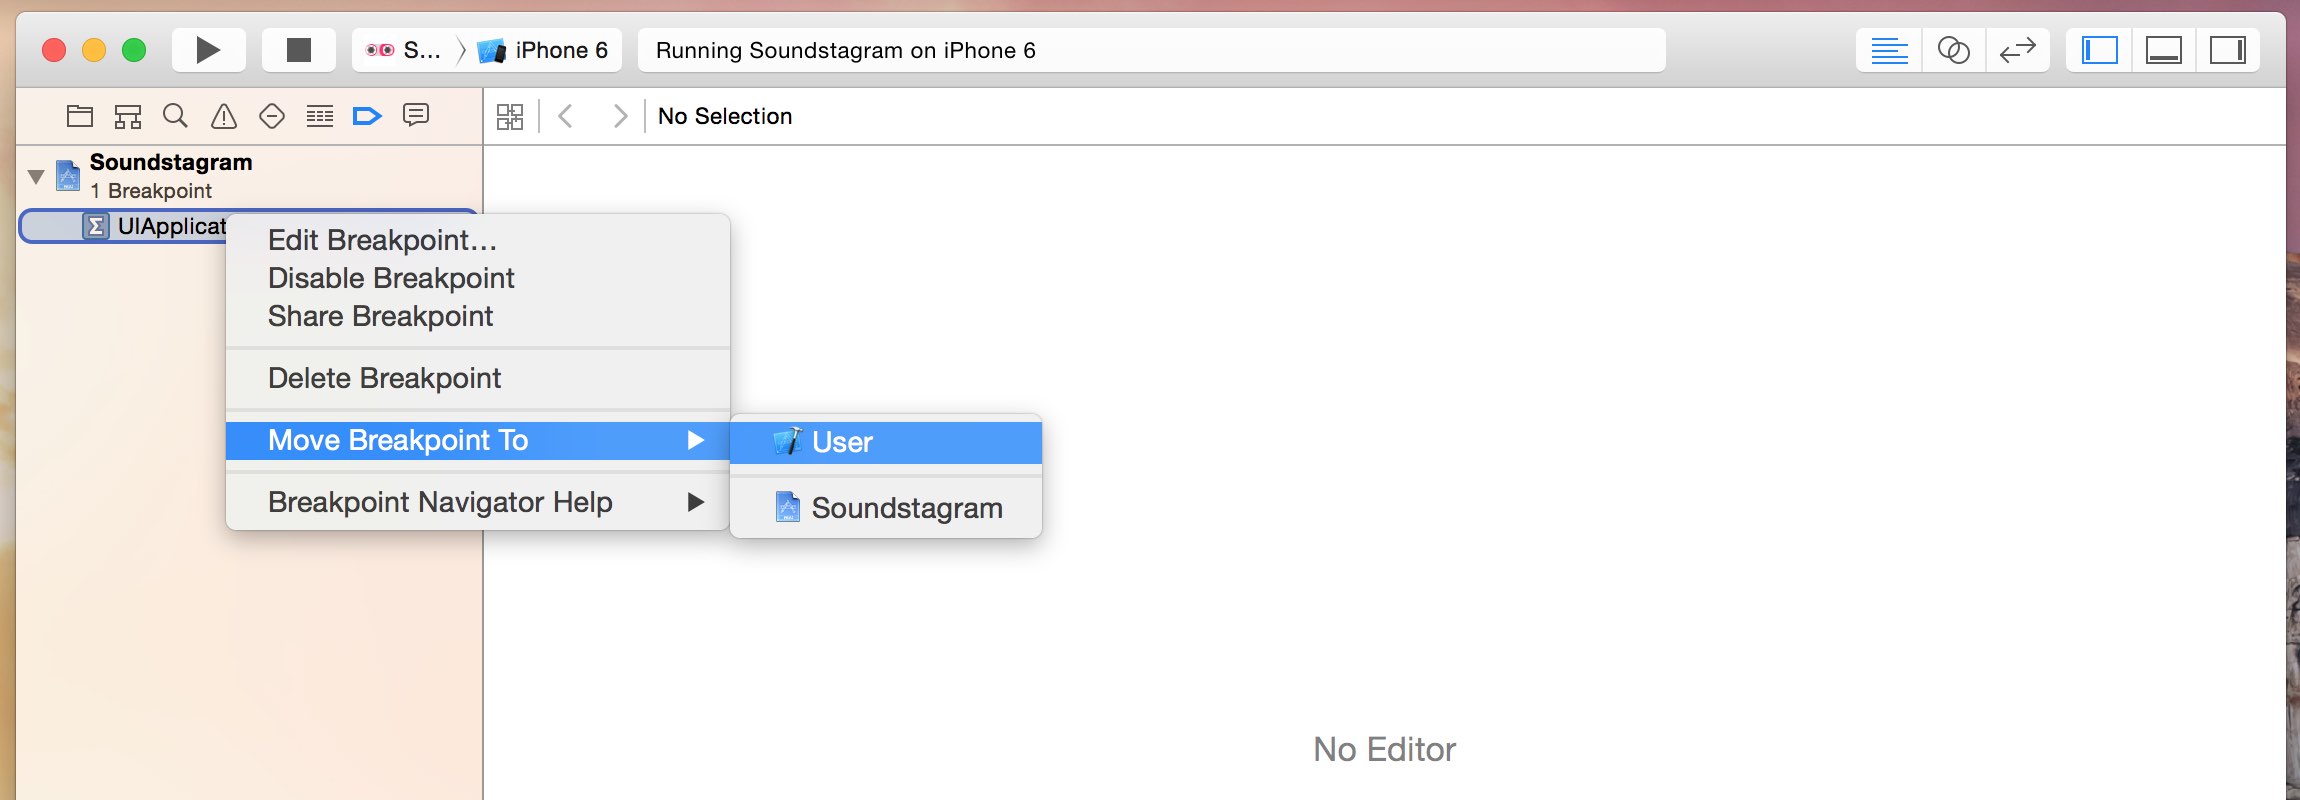 S... iPhone 6
Running Soundstagram on iPhone 6
No Selection
Soundstagram
1 Breakpoint
UIApplicat
Edit Breakpoint...
Disable Breakpoint
Share Breakpoint
Delete Breakpoint
Move Breakpoint To
User
Breakpoint Navigator Help
Soundstagram
No Editor